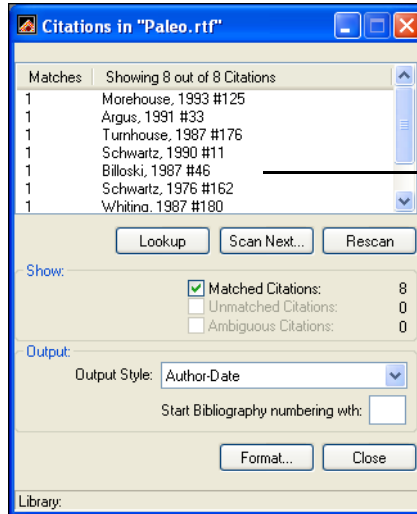 Citations in "Paleo.rtf"
Matches Showing 8 out of 8 Citations
1 Morehouse, 1993 #125
1 Argus, 1991 #33
1 Turnhouse, 1987 #176
1 Schwartz, 1990 #11
1 Billoski, 1987 #46
1 Schwartz, 1976 #162
1 Whiting, 1987 #180
Lookup Scan Next... Rescan
Show:
Matched Citations: 8
Unmatched Citations: 0
Ambiguous Citations: 0
Output:
Output Style: Author-Date
Start Bibliography numbering wth:
Format... Close
Library: